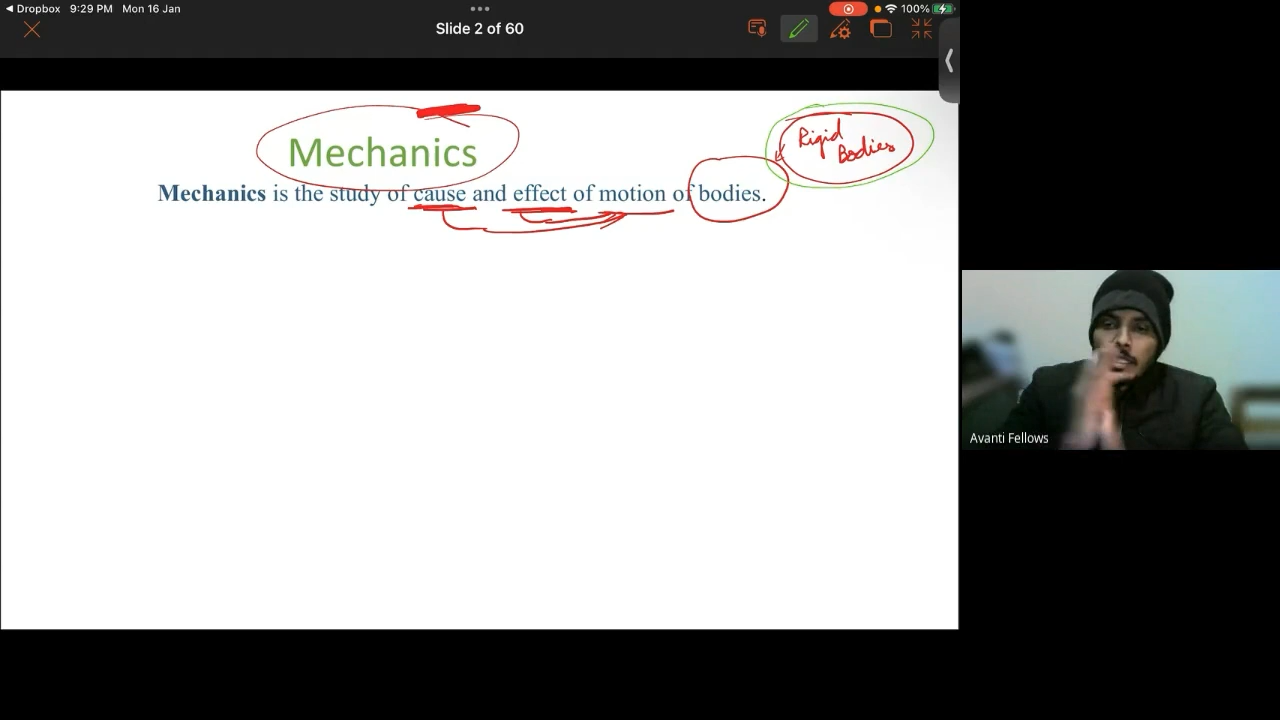 Dropbox 9:29 PM Mon 16 Jan
100%
Slide 2 of 60
Rigid
Bodies
Mechanics
Mechanics is the study of cause and effect of motion of bodies.
Avanti Fellows